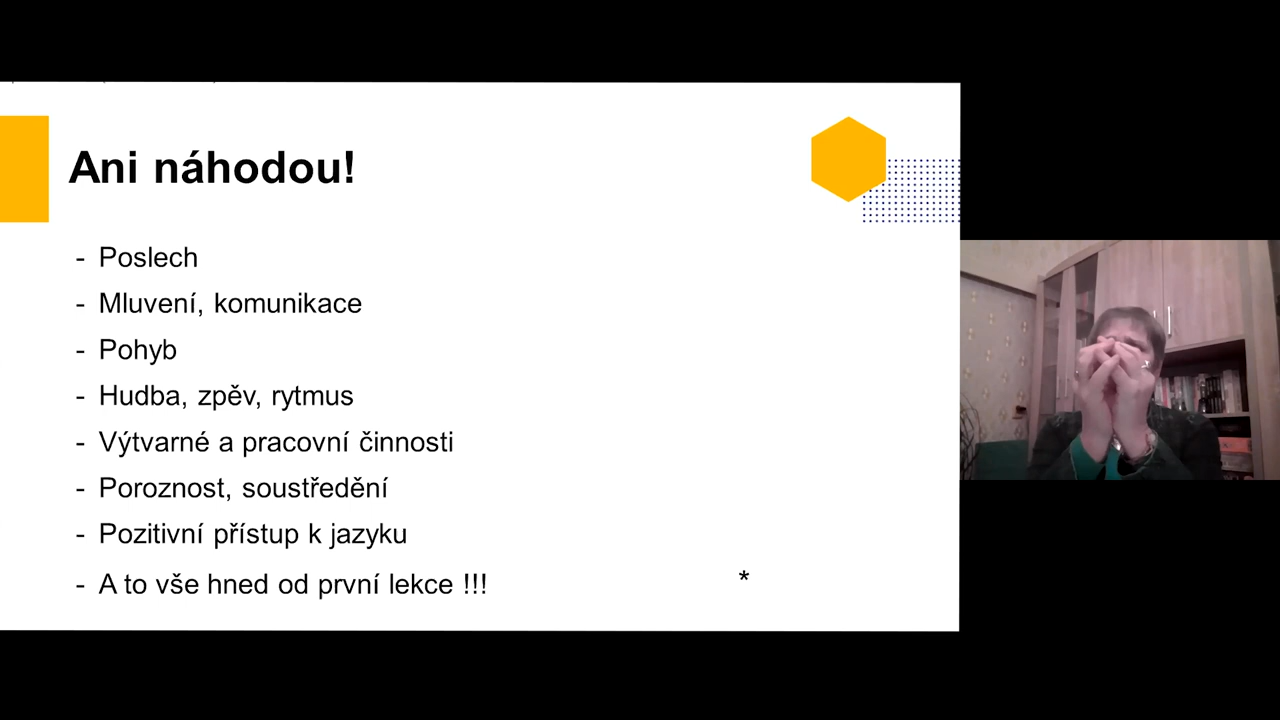 Ani náhodou!
- Poslech
- Mluvení, komunikace
- Pohyb
- Hudba, zpěv, rytmus
- Výtvarné a pracovní činnosti
- Poroznost, soustředění
- Pozitivní přístup k jazyku
- A to vše hned od první lekce !!!
*